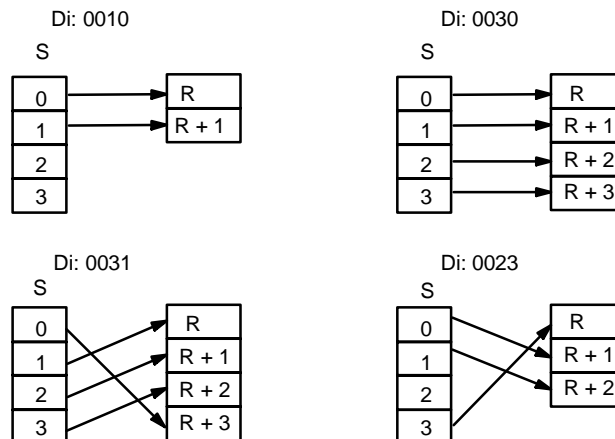 Di: 0010
S
0
1
2
3
R
R + 1
Di: 0030
S
0
1
2
3
R
R + 1
R + 2
R + 3
Di: 0031
S
0
1
2
3
R
R + 1
R + 2
R + 3
Di: 0023
S
0
1
2
3
R
R + 1
R + 2